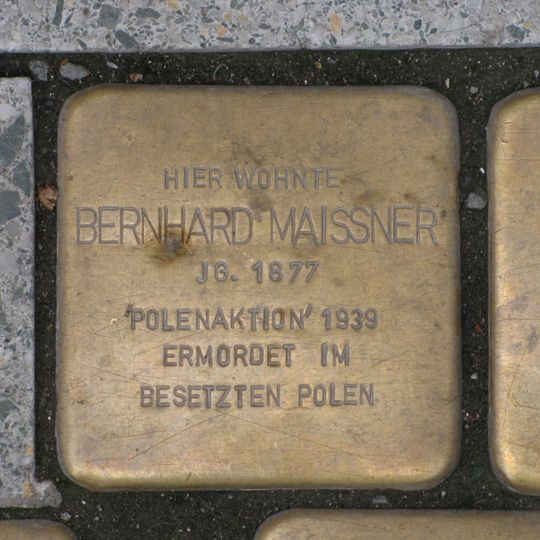 HIER WOHNTE
BERNHARD MAISSNER
JG. 1877
'POLENAKTION' 1939
ERMORDET IM
BESETZTEN POLEN